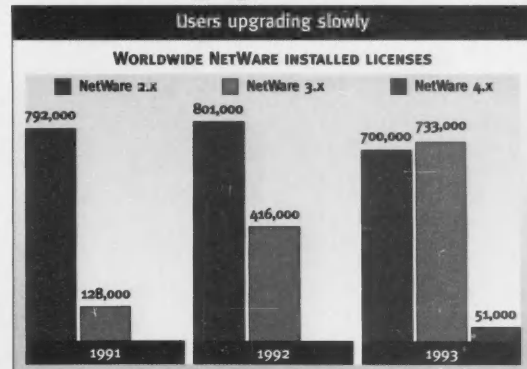 Users upgrading slowly
WORLDWIDE NETWARE INSTALLED LICENSES
NetWare 2.x NetWare 3.x NetWare 4.x
792,000
128,000
801,000
416,000
700,000
733,000
51,000
1991 1992 1993